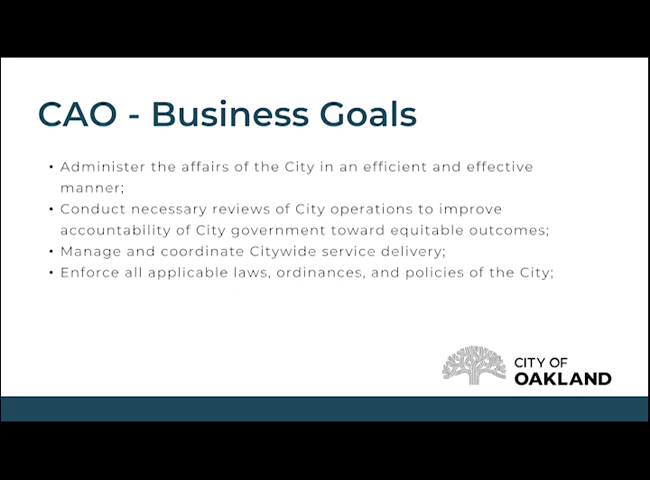 CAO - Business Goals
• Administer the affairs of the City in an efficient and effective
manner;
• Conduct necessary reviews of City operations to improve
accountability of City government toward equitable outcomes;
• Manage and coordinate Citywide service delivery;
• Enforce all applicable laws, ordinances, and policies of the City;
CITY OF
OAKLAND